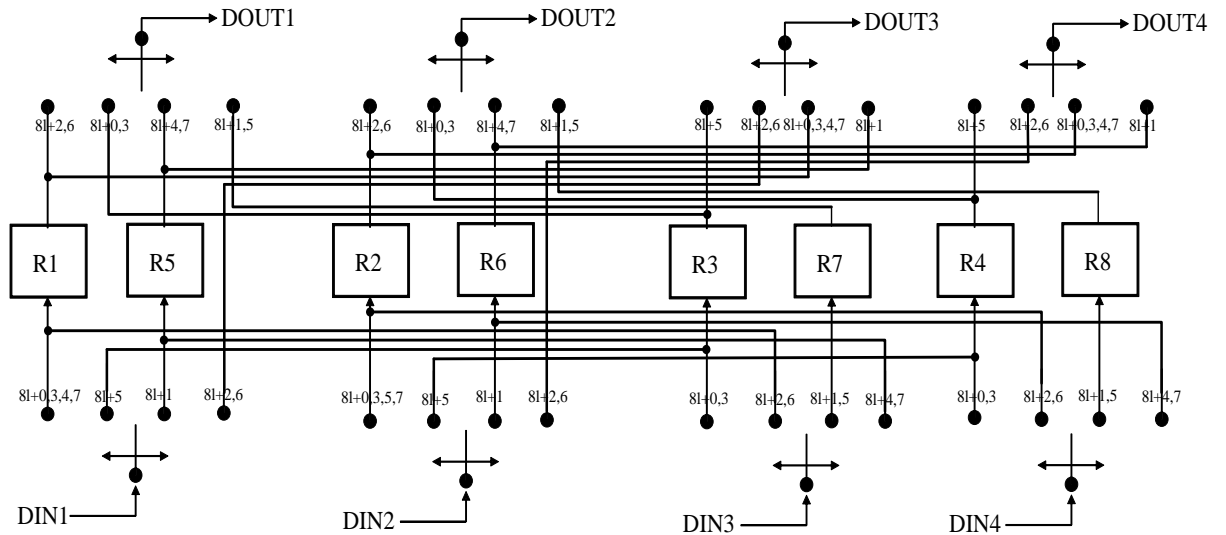 DOUT1 DOUT2 DOUT3 DOUT4
8l+2,6 8l+0,3 8l+4,7 8l+1,5 8l+2,6 8l+0,3 8l+4,7 8l+1,5 8l+5 8l+2,6 8l+0,3,4,7 8l+1 8l+5 8l+2,6 8l+0,3,4,7 8l+1
R1 R5 R2 R6 R3 R7 R4 R8
8l+0,3,4,7 8l+5 8l+1 8l+2,6 8l+0,3,5,7 8l+5 8l+1 8l+2,6 8l+0,3 8l+2,6 8l+1,5 8l+4,7 8l+0,3 8l+2,6 8l+1,5 8l+4,7
DIN1 DIN2 DIN3 DIN4